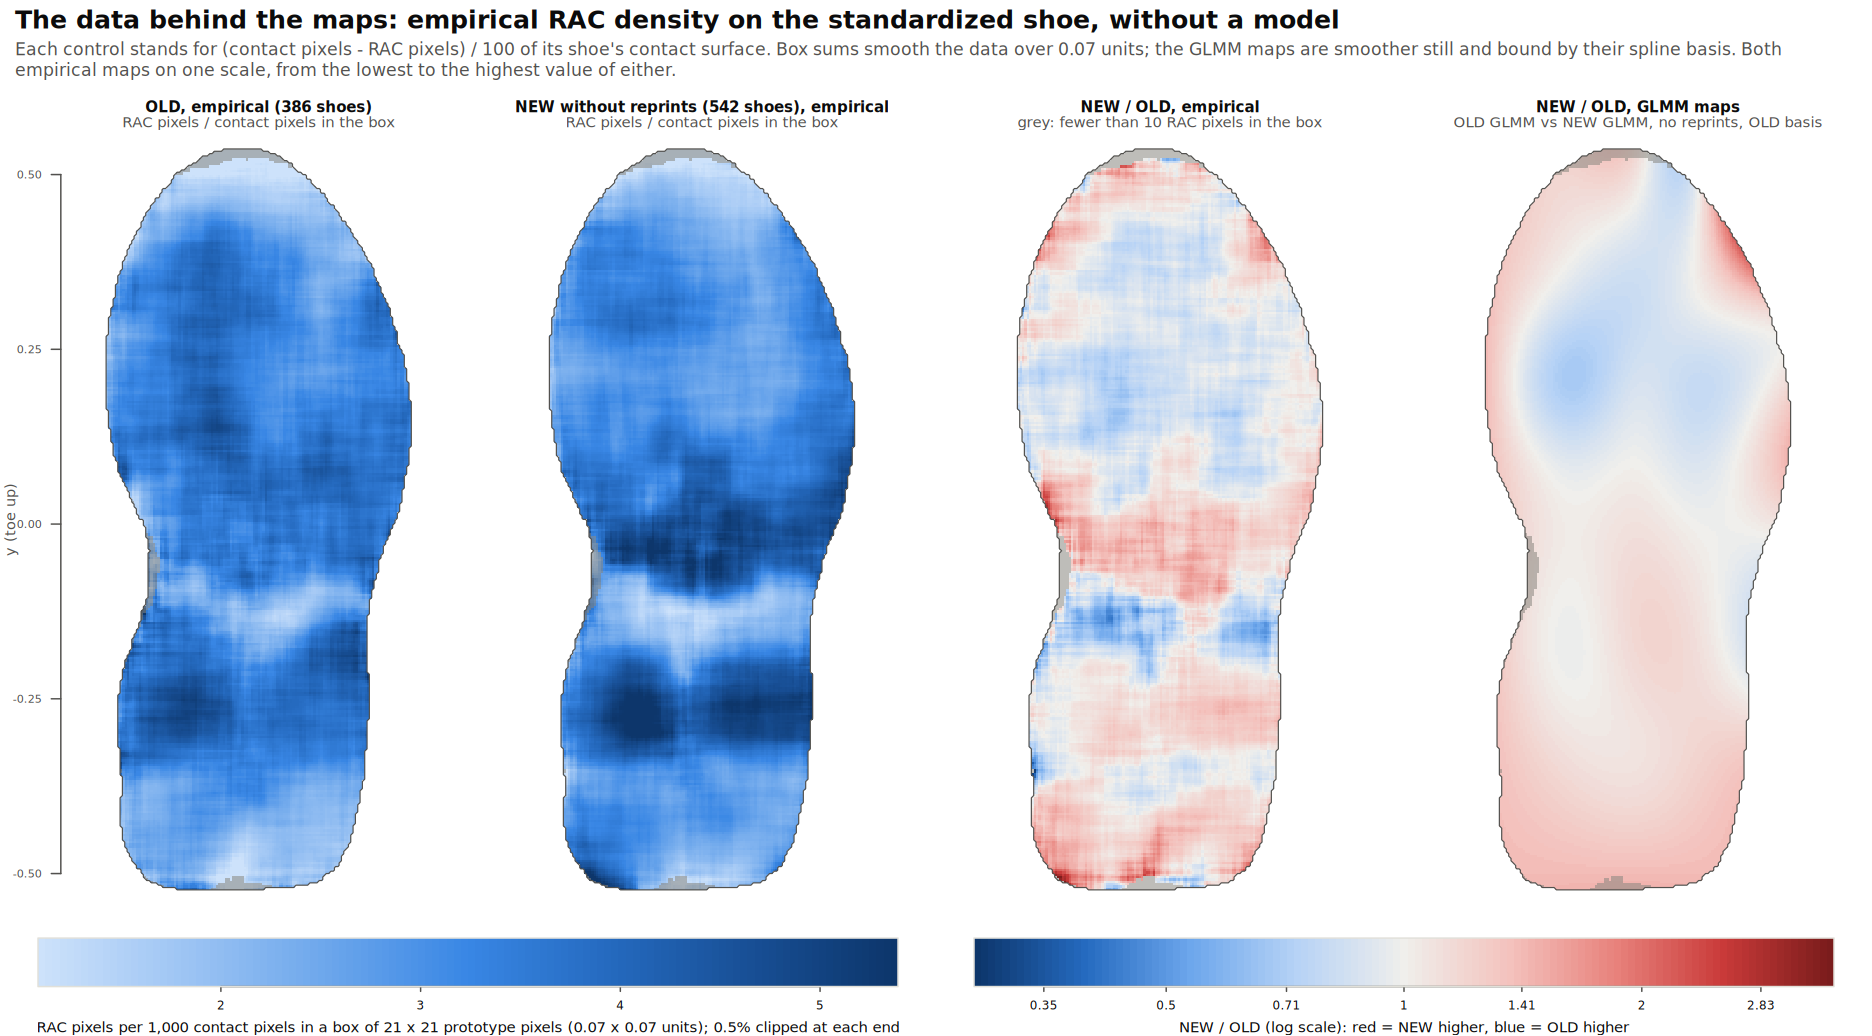 The data behind the maps: empirical RAC density on the standardized shoe, without a model
Each control stands for (contact pixels - RAC pixels) / 100 of its shoe's contact surface. Box sums smooth the data over 0.07 units; the GLMM maps are smoother still and bound by their spline basis. Both
empirical maps on one scale, from the lowest to the highest value of either.
OLD, empirical (386 shoes)
RAC pixels / contact pixels in the box
NEW without reprints (542 shoes), empirical
RAC pixels / contact pixels in the box
NEW / OLD, empirical
grey: fewer than 10 RAC pixels in the box
NEW / OLD, GLMM maps
OLD GLMM vs NEW GLMM, no reprints, OLD basis
0.50
0.25
0.00
-0.25
-0.50
y (toe up)
2 3 4 5
RAC pixels per 1,000 contact pixels in a box of 21 x 21 prototype pixels (0.07 x 0.07 units); 0.5% clipped at each end
0.35 0.5 0.71 1 1.41 2 2.83
NEW / OLD (log scale): red = NEW higher, blue = OLD higher